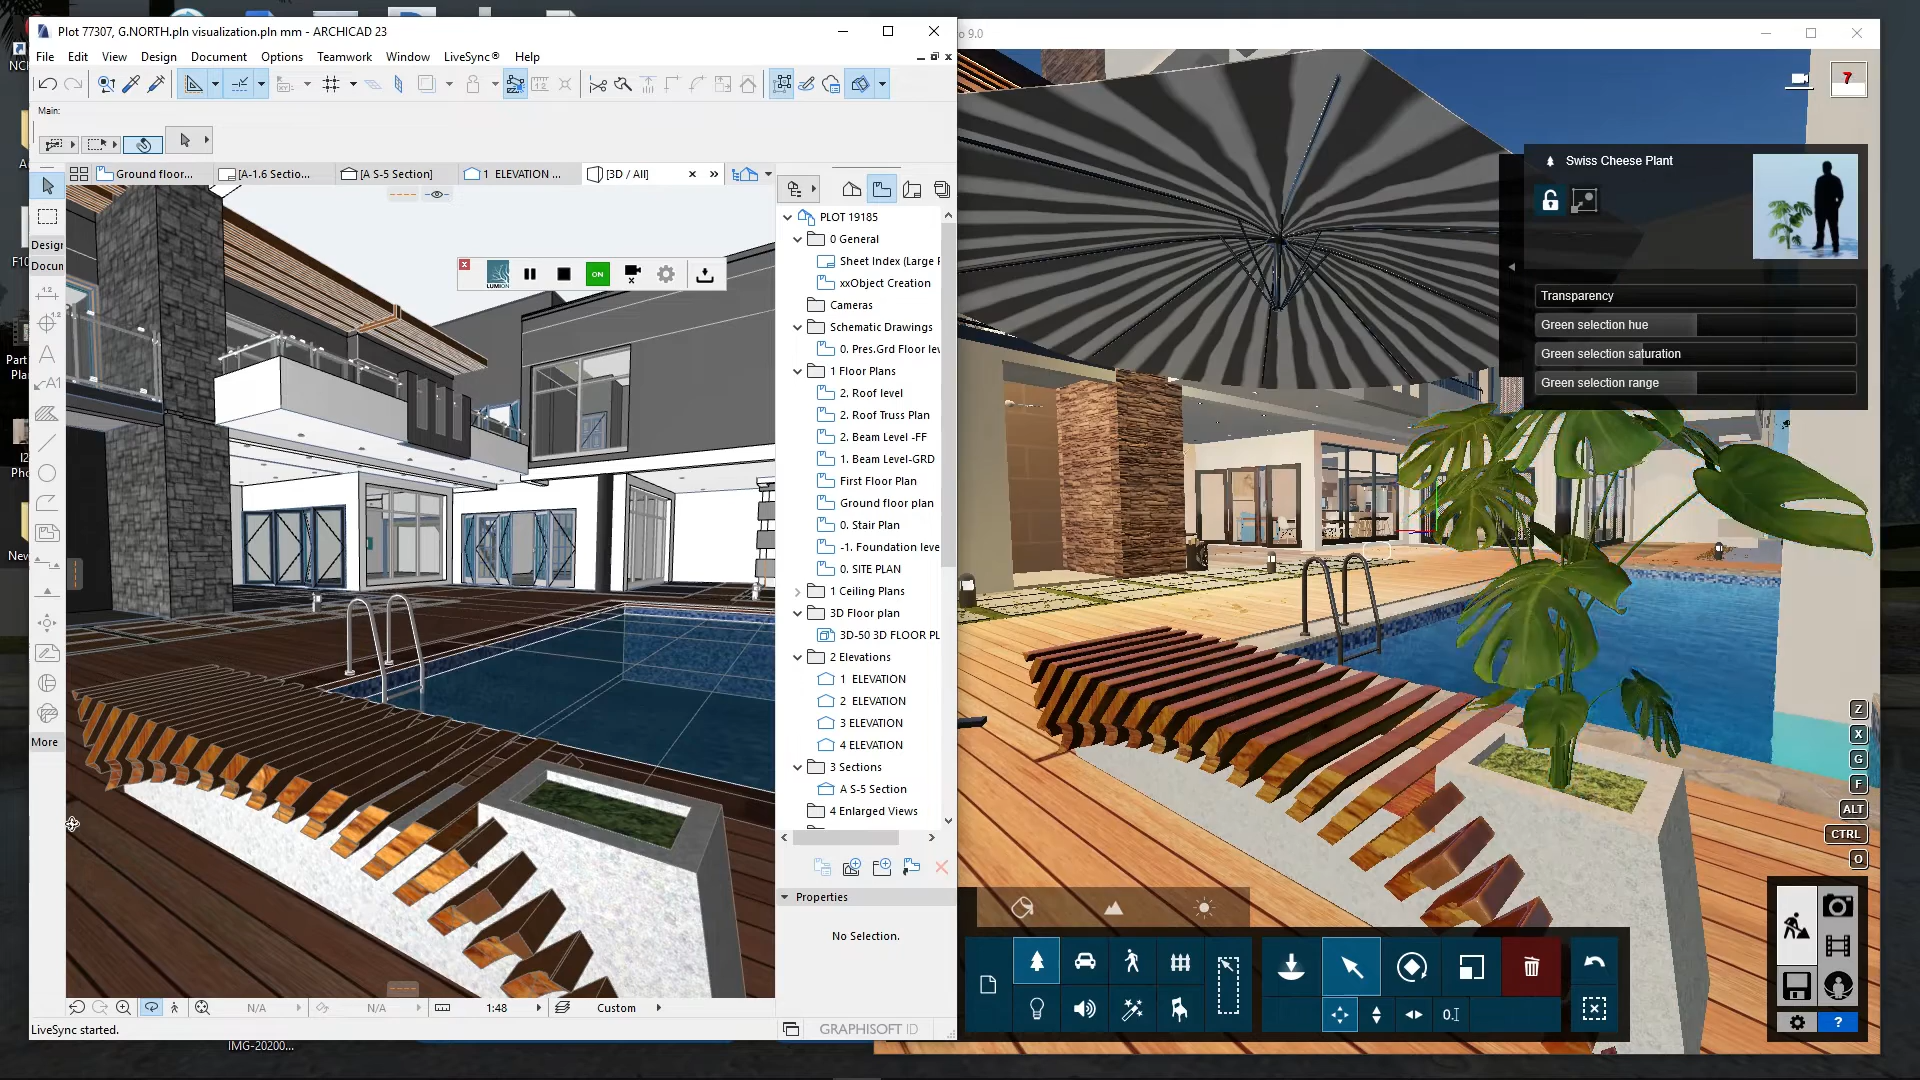 Plot 77307, G.NORTH.pln visualization.pln mm - ARCHICAD 23
o 9.0
File Edit View Design Document Options Teamwork Window LiveSync® Help
Main:
Ground floor...
[A-1.6 Sectio...
[A S-5 Section]
1 ELEVATION ...
[3D / All]
Design
Docum
More
LUMION
ON
PLOT 19185
0 General
Sheet Index (Large F
xxObject Creation
Cameras
Schematic Drawings
0. Pres.Grd Floor lev
1 Floor Plans
2. Roof level
2. Roof Truss Plan
2. Beam Level -FF
1. Beam Level-GRD
First Floor Plan
Ground floor plan
0. Stair Plan
-1. Foundation leve
0. SITE PLAN
1 Ceiling Plans
3D Floor plan
3D-50 3D FLOOR PL
2 Elevations
1 ELEVATION
2 ELEVATION
3 ELEVATION
4 ELEVATION
3 Sections
A S-5 Section
4 Enlarged Views
Properties
No Selection.
N/A
N/A
1:48
Custom
LiveSync started.
GRAPHISOFT ID
IMG-20200...
7
Swiss Cheese Plant
Transparency
Green selection hue
Green selection saturation
Green selection range
Z
X
G
F
ALT
CTRL
O
0.
?